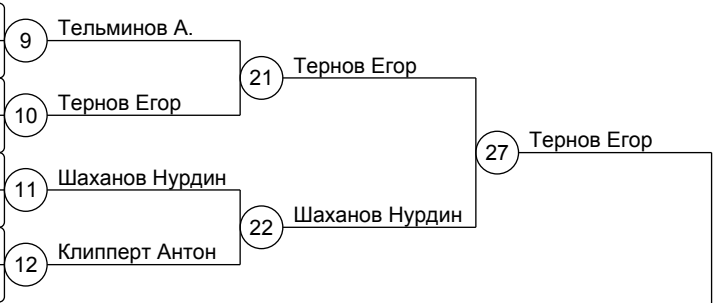 9 Тельминов А.
21 Тернов Егор
10 Тернов Егор
27 Тернов Егор
11 Шаханов Нурдин
22 Шаханов Нурдин
12 Клипперт Антон